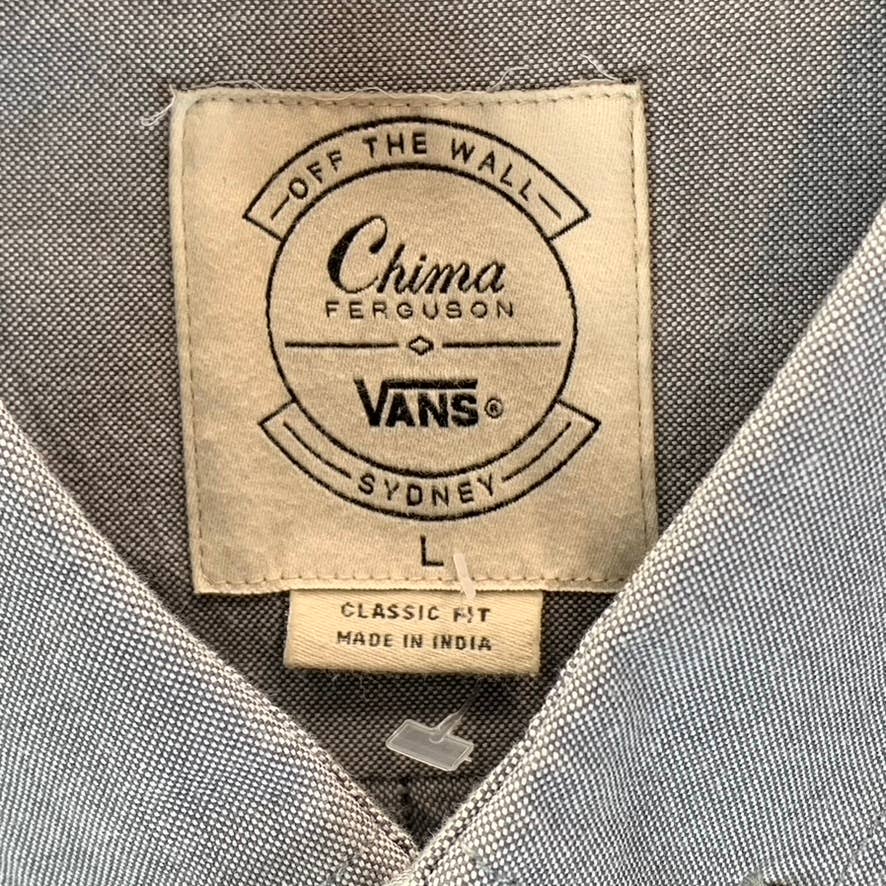 OFF THE WALL
Chima
FERGUSON
VANS®
SYDNEY
L
CLASSIC FIT
MADE IN INDIA